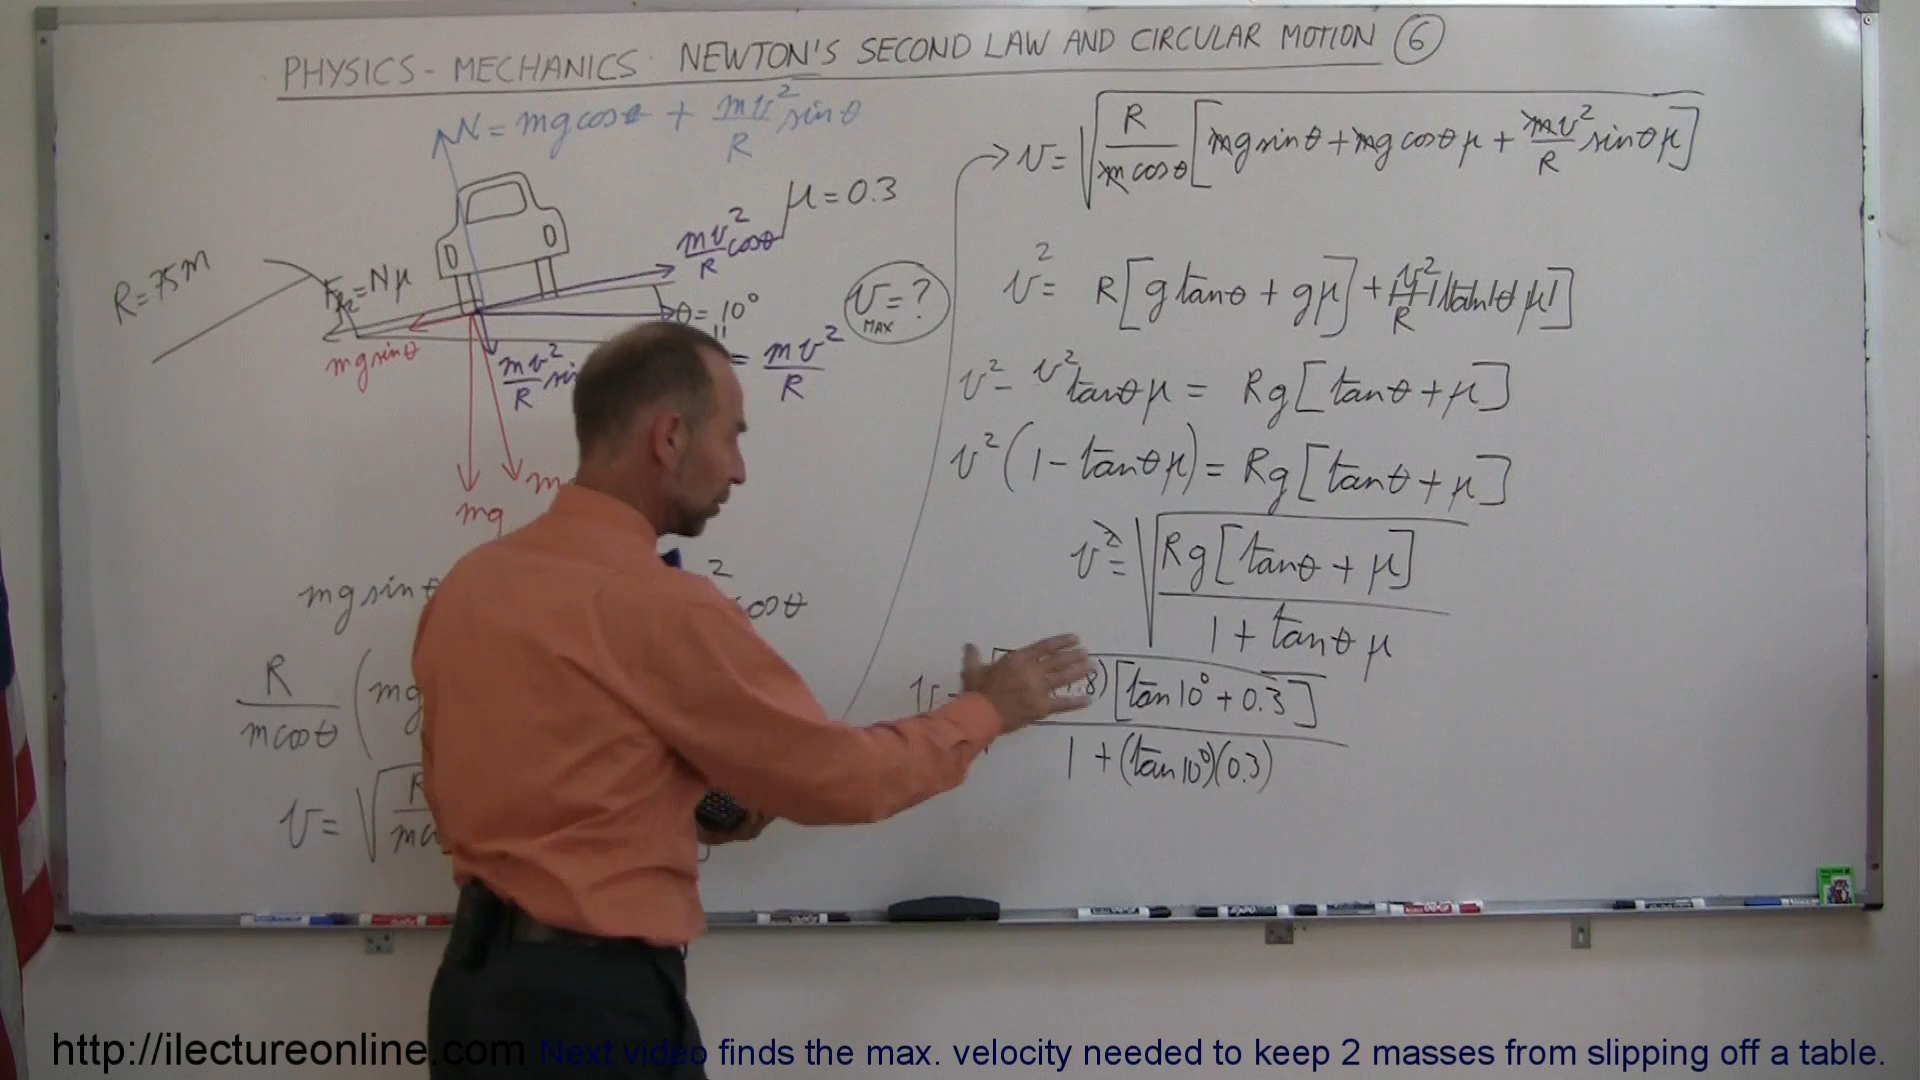 PHYSICS - MECHANICS NEWTON'S SECOND LAW AND CIRCULAR MOTION 6
N = mg cosθ + mv²/R sinθ
μ = 0.3
mv²/R cosθ
R = 75m
= Nμ
θ = 10°
v = ?
MAX
mg sinθ
mv²/R
= mv²/R
mg
mg sinθ
cosθ
R/m cosθ (mg
v = √
→ v = √R/m cosθ [mg sinθ + mg cosθ μ + mv²/R sinθ μ]
v² = R[g tanθ + gμ] + v²/R tanθ μ]
v² - v² tanθ μ = Rg[tanθ + μ]
v²(1 - tanθ μ) = Rg[tanθ + μ]
v² = √Rg[tanθ + μ]/1 + tanθ μ
8)[tan10° + 0.3]
1 + (tan10°)(0.3)
http://ilectureonline.com Next video finds the max. velocity needed to keep 2 masses from slipping off a table.